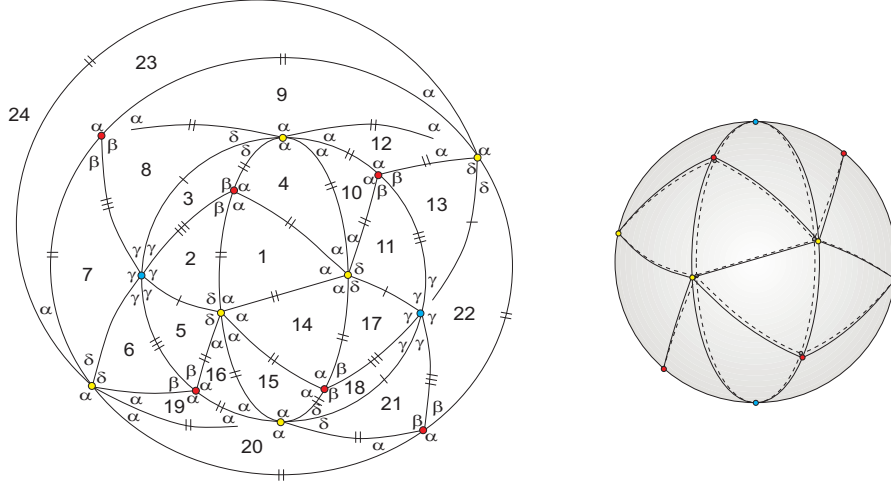 23
α
24
9
α α α α
α β β δ δ α α 12 α α
8 α β β δ α
4 δ
3 β α 10 13
β α
α 11
γ γ 2 1 α δ
7 γ γ α δ γ
γ γ δ α γ γ 22
α 5 δ α 14 17 γ γ
6 β β
δ δ β 16 α α β
α α β α 15 β 18
19 α α δ β β
α α δ 21
20 α β α
α